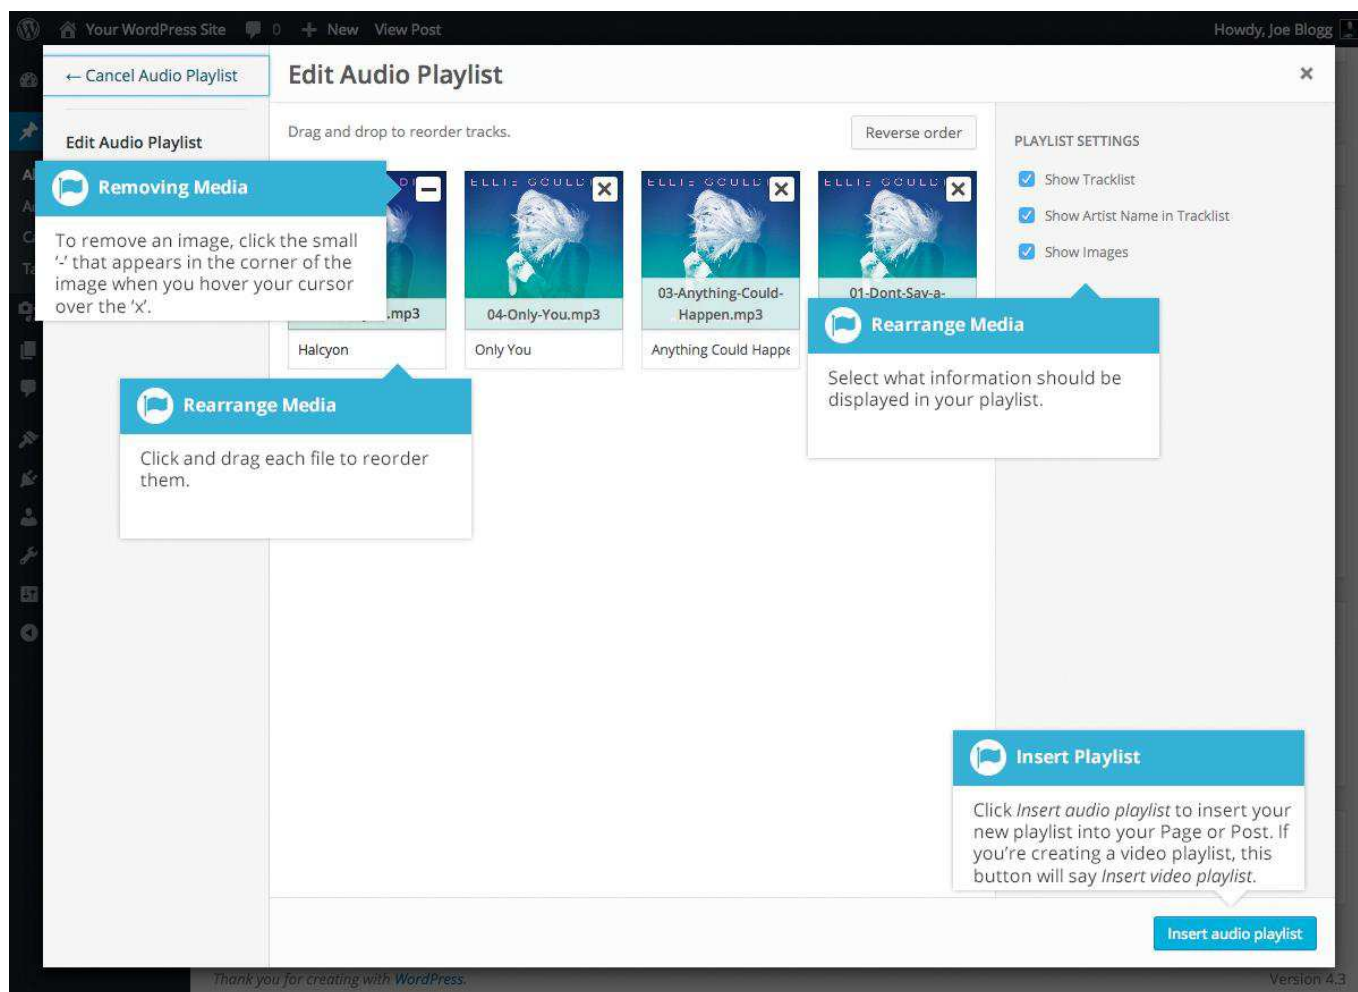 Your WordPress Site 0 + New View Post Howdy, Joe Blogg
← Cancel Audio Playlist
Edit Audio Playlist
Edit Audio Playlist
Drag and drop to reorder tracks.
Reverse order
PLAYLIST SETTINGS
Show Tracklist
Show Artist Name in Tracklist
Show Images
Removing Media
To remove an image, click the small
'-' that appears in the corner of the
image when you hover your cursor
over the 'x'.
.mp3
Halcyon
ELLIE GOULD
04-Only-You.mp3
Only You
ELLIE GOULD
03-Anything-Could-
Happen.mp3
Anything Could Happe
ELLIE GOULD
01-Dont-Say-a-
Rearrange Media
Click and drag each file to reorder
them.
Rearrange Media
Select what information should be
displayed in your playlist.
Insert Playlist
Click Insert audio playlist to insert your
new playlist into your Page or Post. If
you're creating a video playlist, this
button will say Insert video playlist.
Insert audio playlist
Thank you for creating with WordPress.
Version 4.3